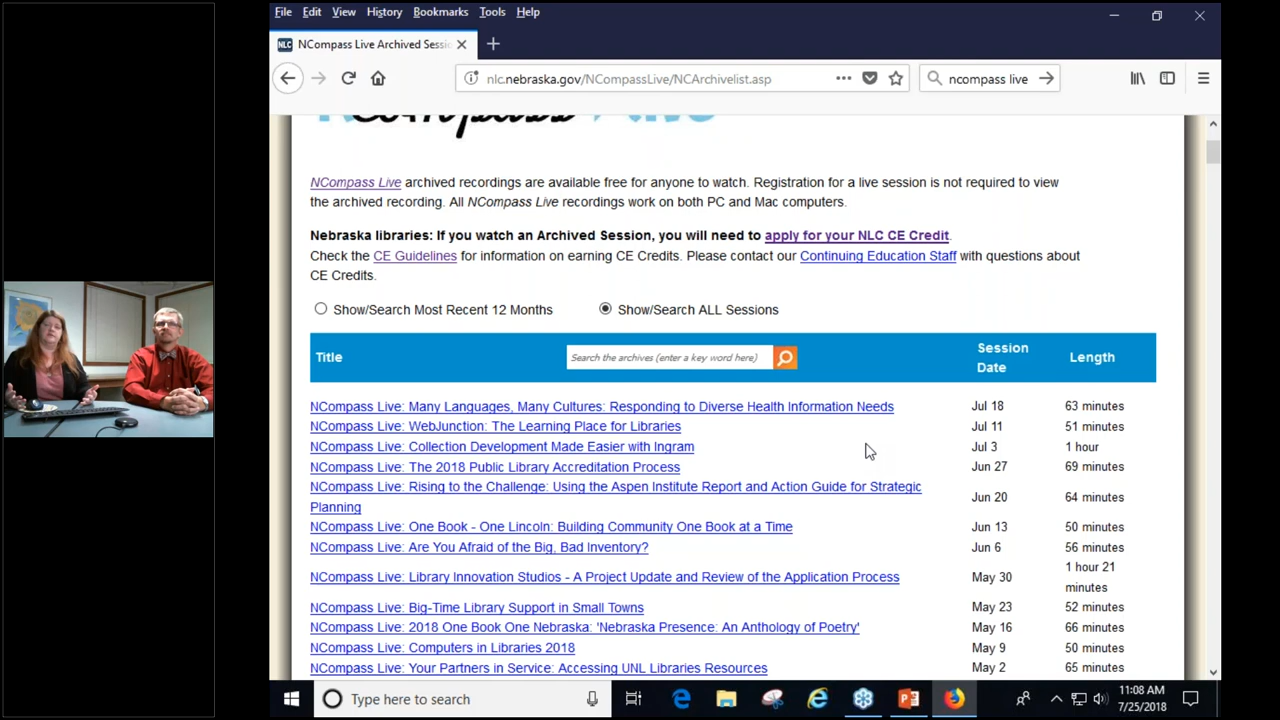 File Edit View History Bookmarks Tools Help
NLC NCompass Live Archived Sessio
nlc.nebraska.gov/NCompassLive/NCArchivelist.asp
ncompass live
NCompass Live archived recordings are available free for anyone to watch. Registration for a live session is not required to view
the archived recording. All NCompass Live recordings work on both PC and Mac computers.
Nebraska libraries: If you watch an Archived Session, you will need to apply for your NLC CE Credit.
Check the CE Guidelines for information on earning CE Credits. Please contact our Continuing Education Staff with questions about
CE Credits.
Show/Search Most Recent 12 Months Show/Search ALL Sessions
Title Search the archives (enter a key word here) Session Date Length
NCompass Live: Many Languages, Many Cultures: Responding to Diverse Health Information Needs Jul 18 63 minutes
NCompass Live: WebJunction: The Learning Place for Libraries Jul 11 51 minutes
NCompass Live: Collection Development Made Easier with Ingram Jul 3 1 hour
NCompass Live: The 2018 Public Library Accreditation Process Jun 27 69 minutes
NCompass Live: Rising to the Challenge: Using the Aspen Institute Report and Action Guide for Strategic
Planning Jun 20 64 minutes
NCompass Live: One Book - One Lincoln: Building Community One Book at a Time Jun 13 50 minutes
NCompass Live: Are You Afraid of the Big, Bad Inventory? Jun 6 56 minutes
NCompass Live: Library Innovation Studios - A Project Update and Review of the Application Process May 30 1 hour 21
minutes
NCompass Live: Big-Time Library Support in Small Towns May 23 52 minutes
NCompass Live: 2018 One Book One Nebraska: 'Nebraska Presence: An Anthology of Poetry' May 16 66 minutes
NCompass Live: Computers in Libraries 2018 May 9 50 minutes
NCompass Live: Your Partners in Service: Accessing UNL Libraries Resources May 2 65 minutes
Type here to search
11:08 AM
7/25/2018